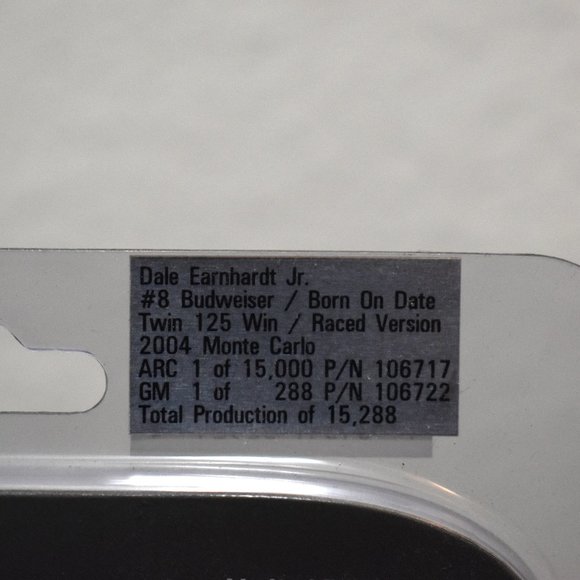 Dale Earnhardt Jr.
#8 Budweiser / Born On Date
Twin 125 Win / Raced Version
2004 Monte Carlo
ARC 1 of 15,000 P/N 106717
GM 1 of 288 P/N 106722
Total Production of 15,288